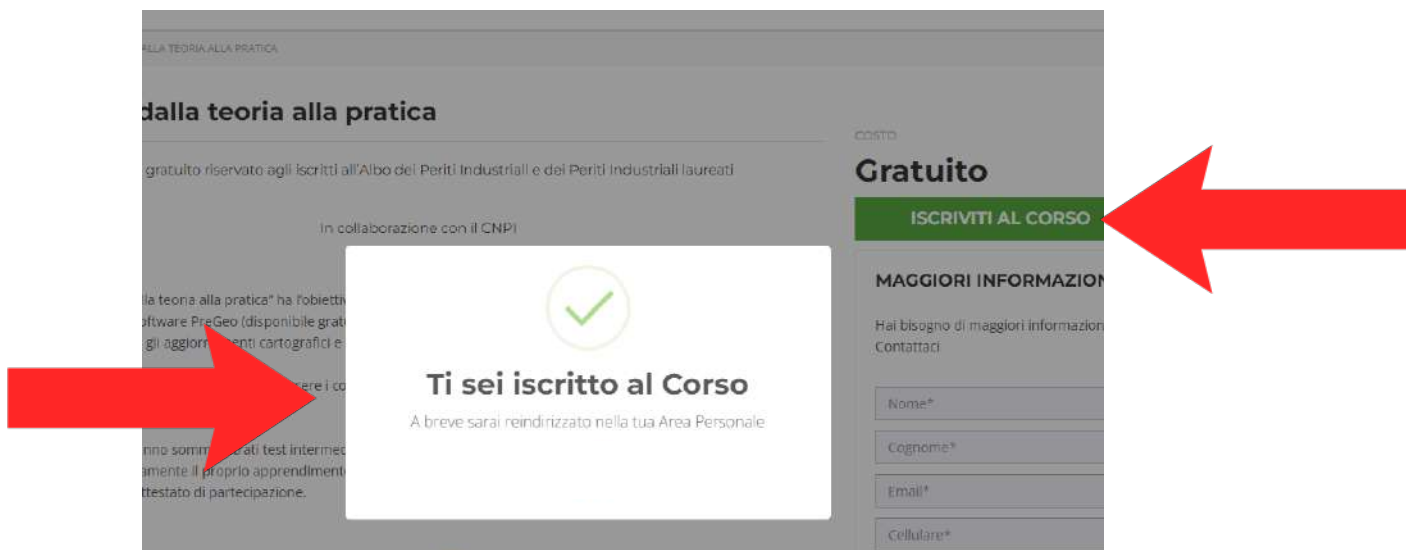 ALLA TEORIA ALLA PRATICA
dalla teoria alla pratica
gratuito riservato agli iscritti all'Albo dei Periti Industriali e dei Periti Industriali laureati
In collaborazione con il CNPI
lla teoria alla pratica" ha l'obiettiv
oftware PreGeo (disponibile grat
gli aggior enti cartografici e
sere i co
nno somm ati test intermed
amente il proprio apprendiment
ttestato di partecipazione.
Ti sei iscritto al Corso
A breve sarai reindirizzato nella tua Area Personale
COSTO
Gratuito
ISCRIVITI AL CORSO
MAGGIORI INFORMAZION
Hai bisogno di maggiori informazion
Contattaci
Nome*
Cognome*
Email*
Cellulare*